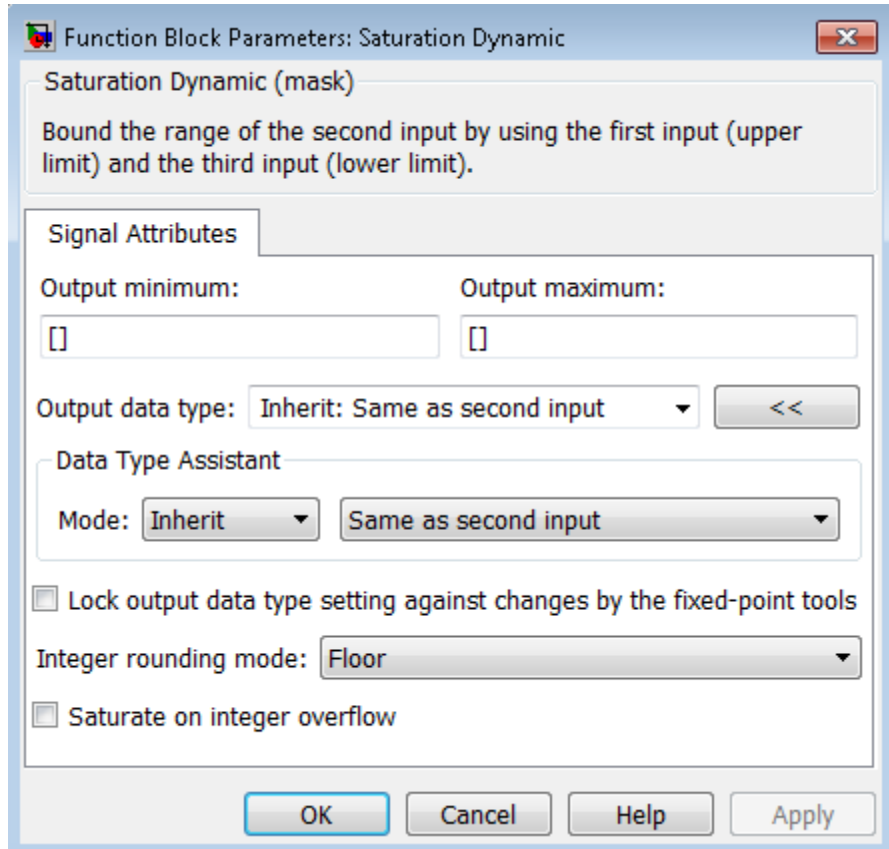 Function Block Parameters: Saturation Dynamic
Saturation Dynamic (mask)
Bound the range of the second input by using the first input (upper
limit) and the third input (lower limit).
Signal Attributes
Output minimum: Output maximum:
[] []
Output data type: Inherit: Same as second input <<
Data Type Assistant
Mode: Inherit Same as second input
Lock output data type setting against changes by the fixed-point tools
Integer rounding mode: Floor
Saturate on integer overflow
OK Cancel Help Apply